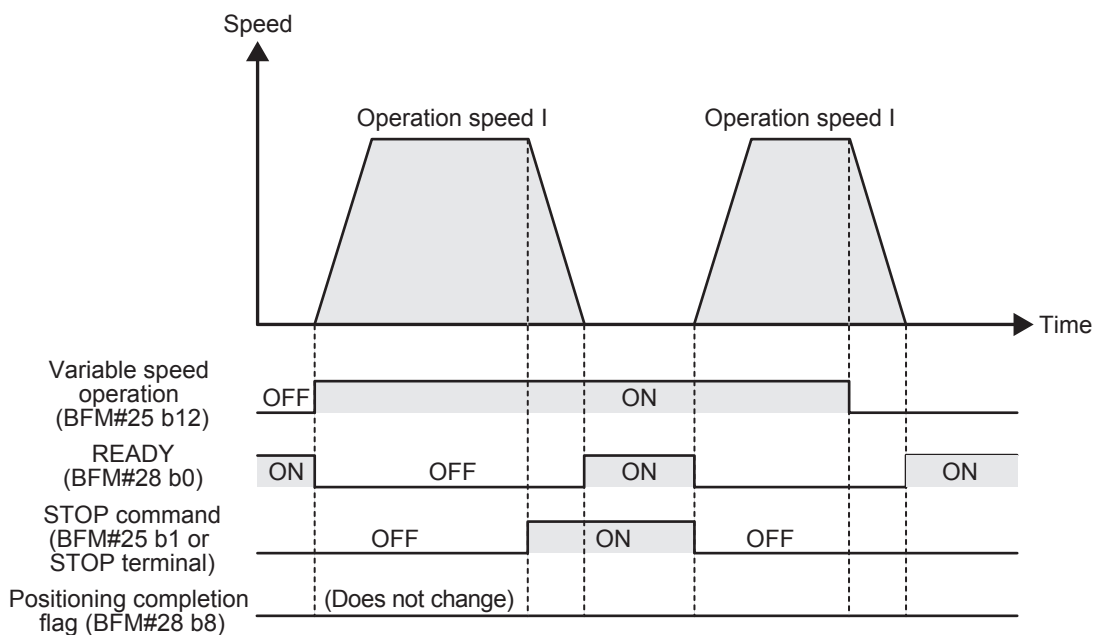 Speed
Operation speed I
Operation speed I
Time
Variable speed
operation
(BFM#25 b12)
OFF
ON
READY
(BFM#28 b0)
ON
OFF
ON
ON
STOP command
(BFM#25 b1 or
STOP terminal)
OFF
ON
OFF
Positioning completion
flag (BFM#28 b8)
(Does not change)